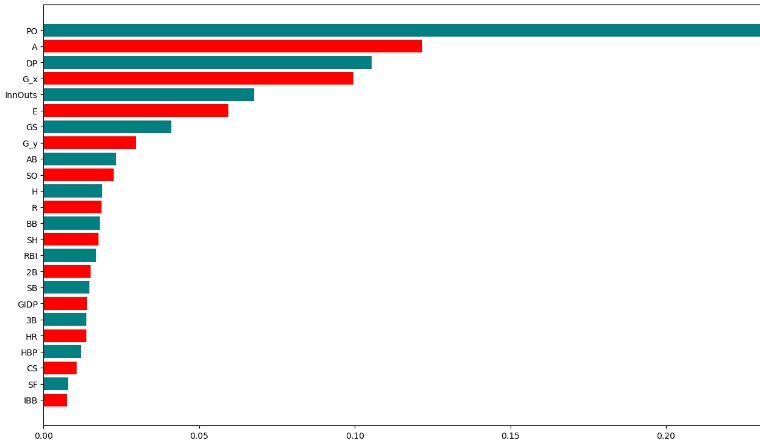 PO
A
DP
G_x
InnOuts
E
GS
G_y
AB
SO
H
R
BB
SH
RBI
2B
SB
GIDP
3B
HR
HBP
CS
SF
IBB
0.00 0.05 0.10 0.15 0.20